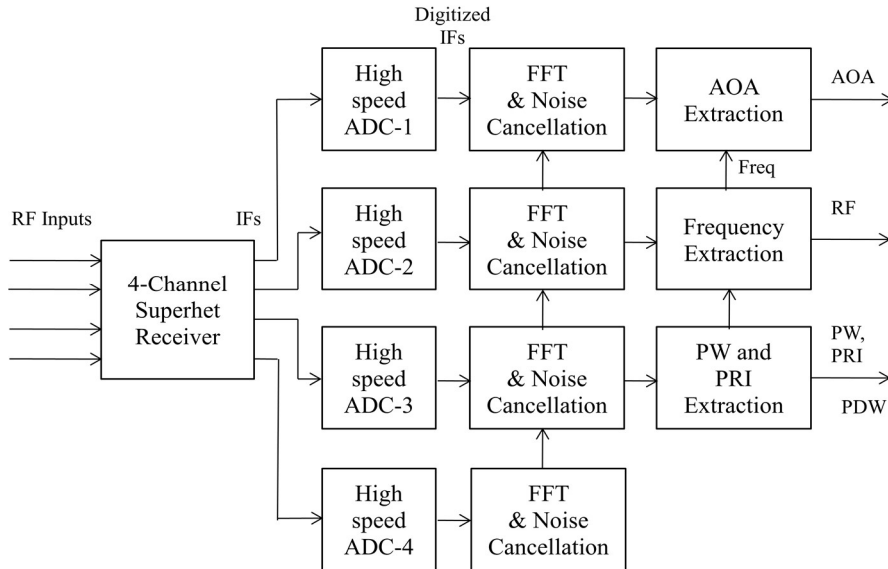 Digitized
IFs
High
speed
ADC-1
FFT
& Noise
Cancellation
AOA
Extraction
AOA
Freq
RF Inputs
IFs
High
speed
ADC-2
FFT
& Noise
Cancellation
Frequency
Extraction
RF
4-Channel
Superhet
Receiver
High
speed
ADC-3
FFT
& Noise
Cancellation
PW and
PRI
Extraction
PW,
PRI
PDW
High
speed
ADC-4
FFT
& Noise
Cancellation